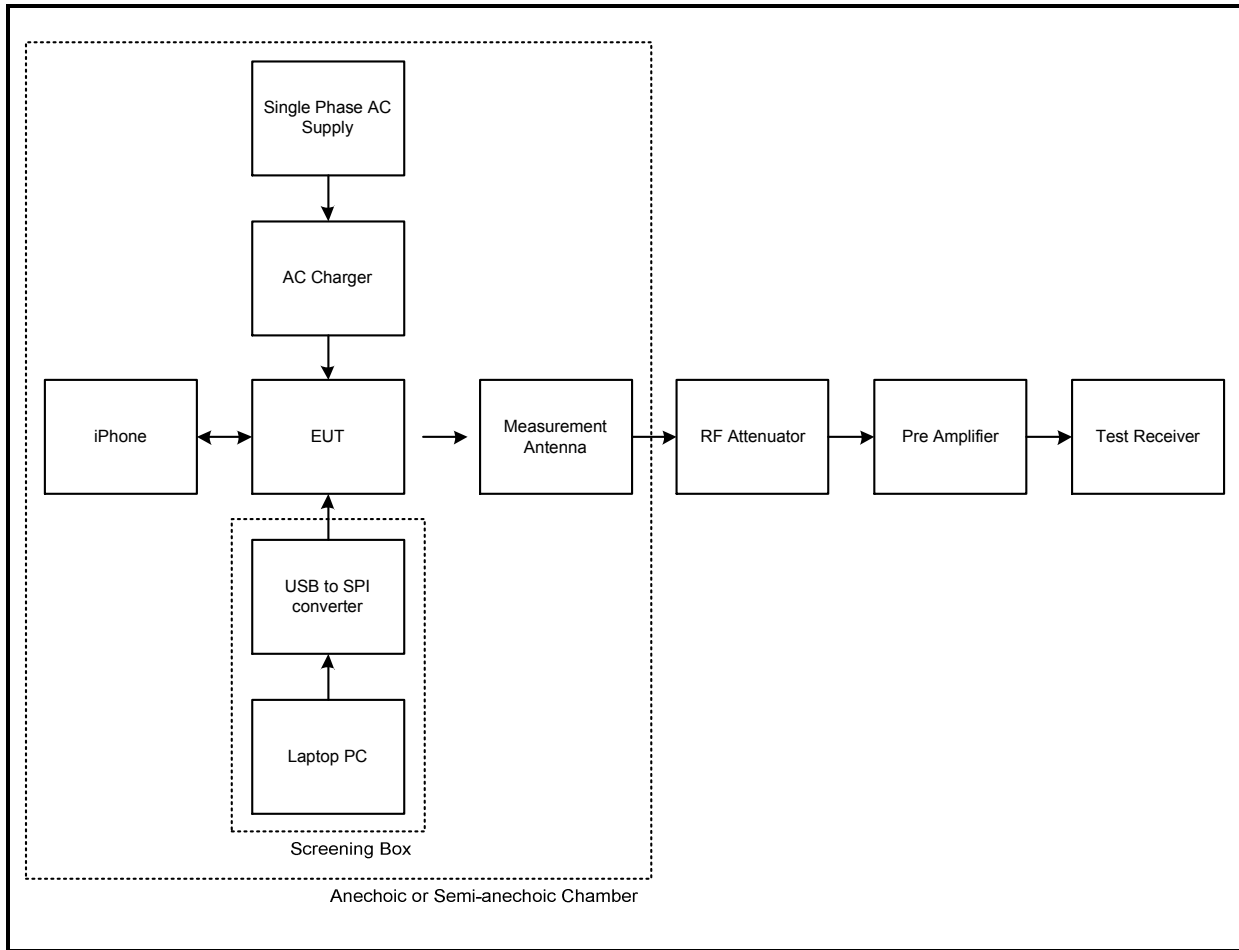 Single Phase AC
Supply
AC Charger
iPhone
EUT
Measurement
Antenna
RF Attenuator
Pre Amplifier
Test Receiver
USB to SPI
converter
Laptop PC
Screening Box
Anechoic or Semi-anechoic Chamber